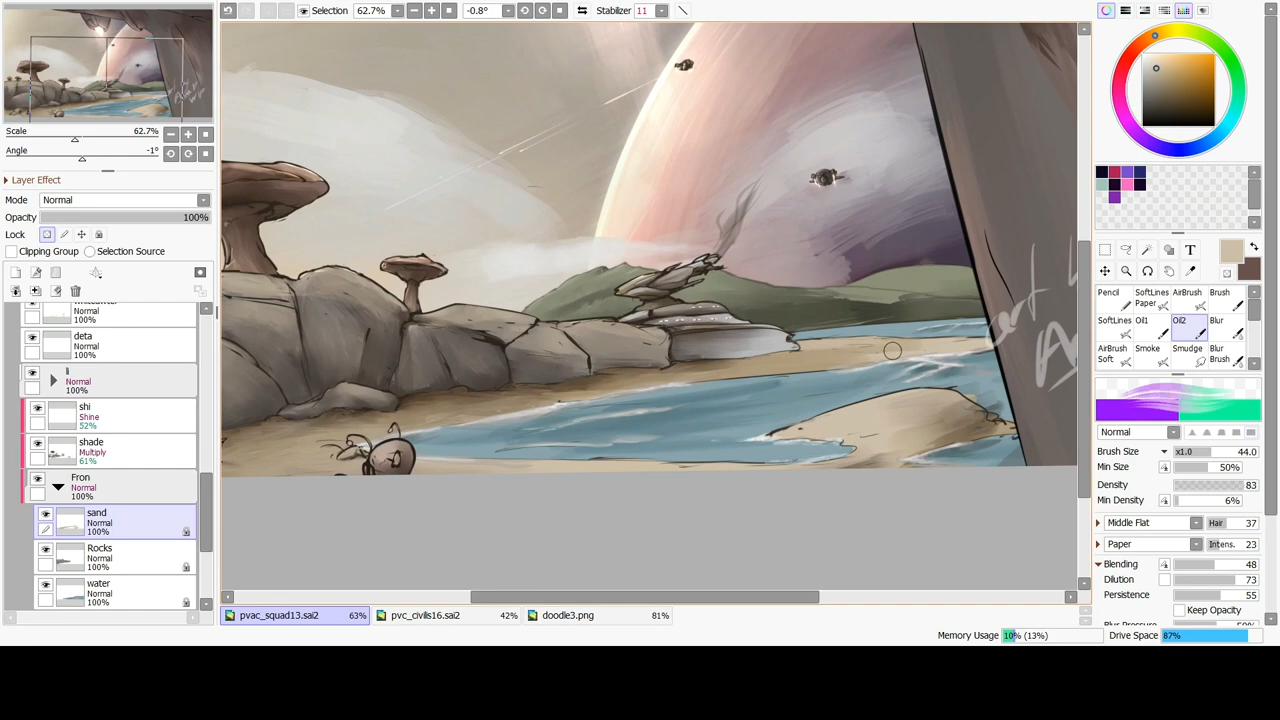 Selection 62.7% -0.8° Stabilizer 11
Scale 62.7%
Angle -1°
Layer Effect
Mode Normal
Opacity 100%
Lock
Clipping Group Selection Source
Normal
100%
deta
Normal
100%
Normal
100%
shi
Shine
52%
shade
Multiply
61%
Fron
Normal
100%
sand
Normal
100%
Rocks
Normal
100%
water
Normal
100%
pvac_squad13.sai2 63% pvc_civilis16.sai2 42% doodle3.png 81%
Memory Usage 10% (13%) Drive Space 87%
T
Pencil SoftLines Paper AirBrush Brush
SoftLines Oil1 Oil2 Blur
AirBrush Soft Smoke Smudge Blur Brush
Normal
Brush Size x1.0 44.0
Min Size 50%
Density 83
Min Density 6%
Middle Flat Hair 37
Paper Intens. 23
Blending 48
Dilution 73
Persistence 55
Keep Opacity